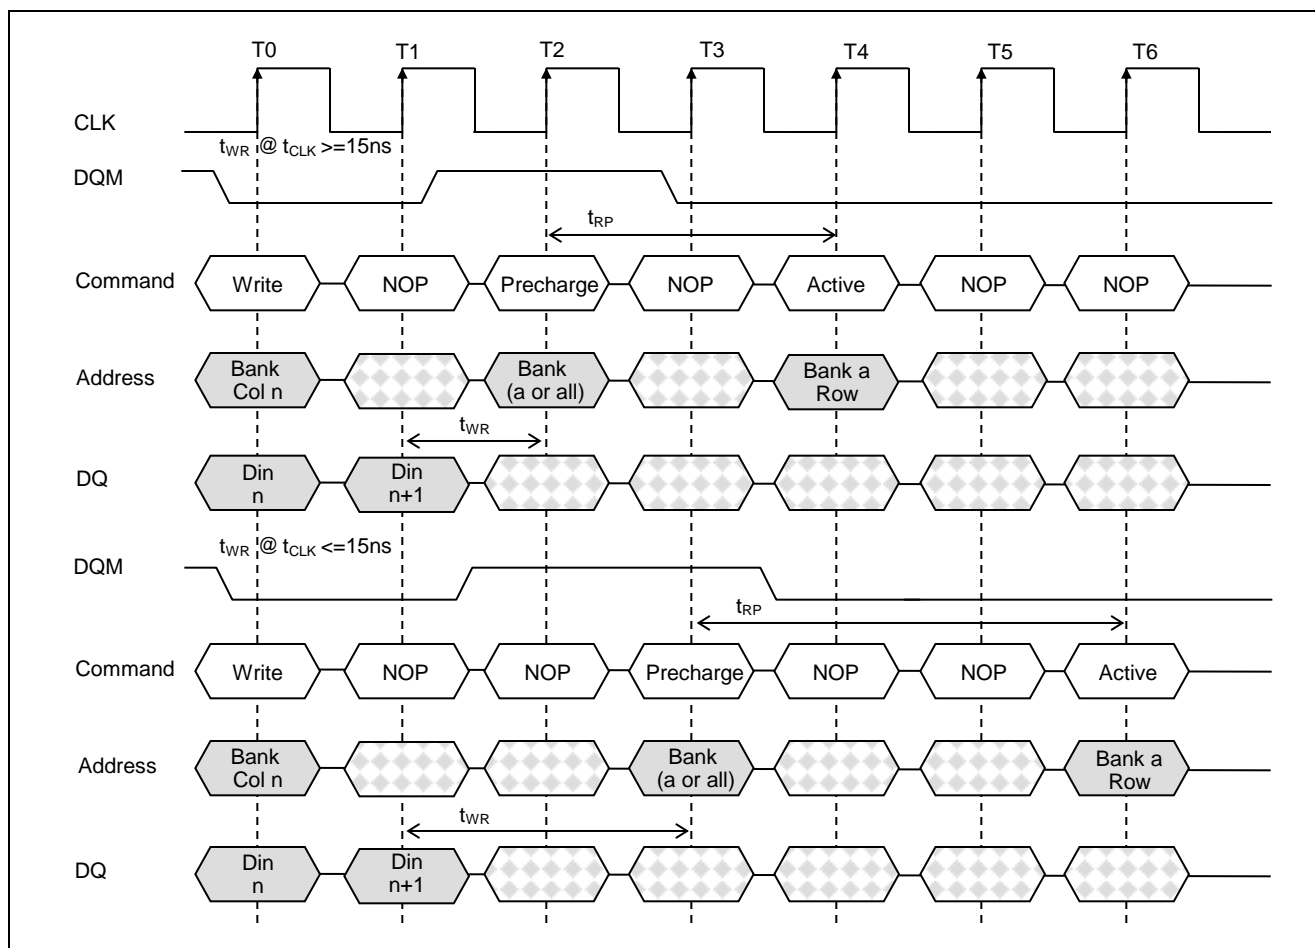 T0 T1 T2 T3 T4 T5 T6
CLK
tWR @ tCLK >=15ns
DQM
tRP
Command Write NOP Precharge NOP Active NOP NOP
Address Bank Col n Bank (a or all) Bank a Row
tWR
DQ Din n Din n+1
tWR @ tCLK <=15ns
DQM
tRP
Command Write NOP NOP Precharge NOP NOP Active
Address Bank Col n Bank (a or all) Bank a Row
tWR
DQ Din n Din n+1